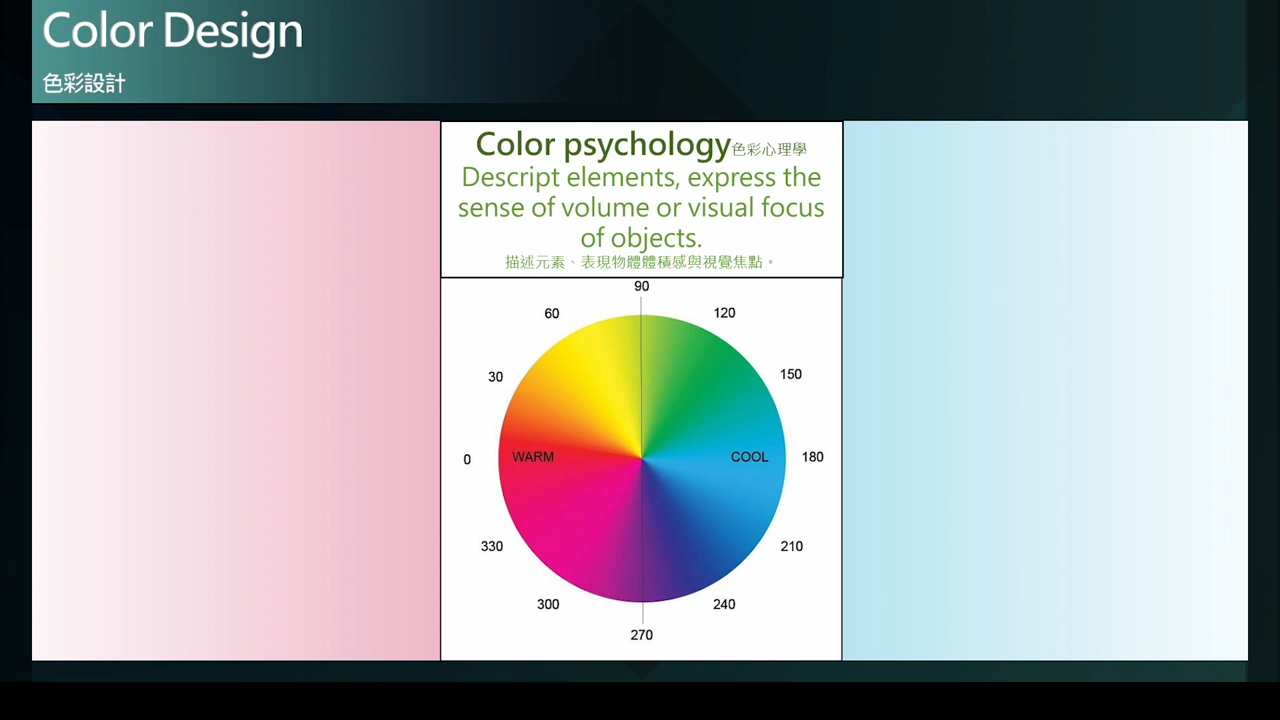 Color Design
色彩設計
Color psychology色彩心理學
Descript elements, express the
sense of volume or visual focus
of objects.
描述元素、表現物體體積感與視覺焦點。
90
60
120
30
150
WARM
COOL
0
180
330
210
300
240
270